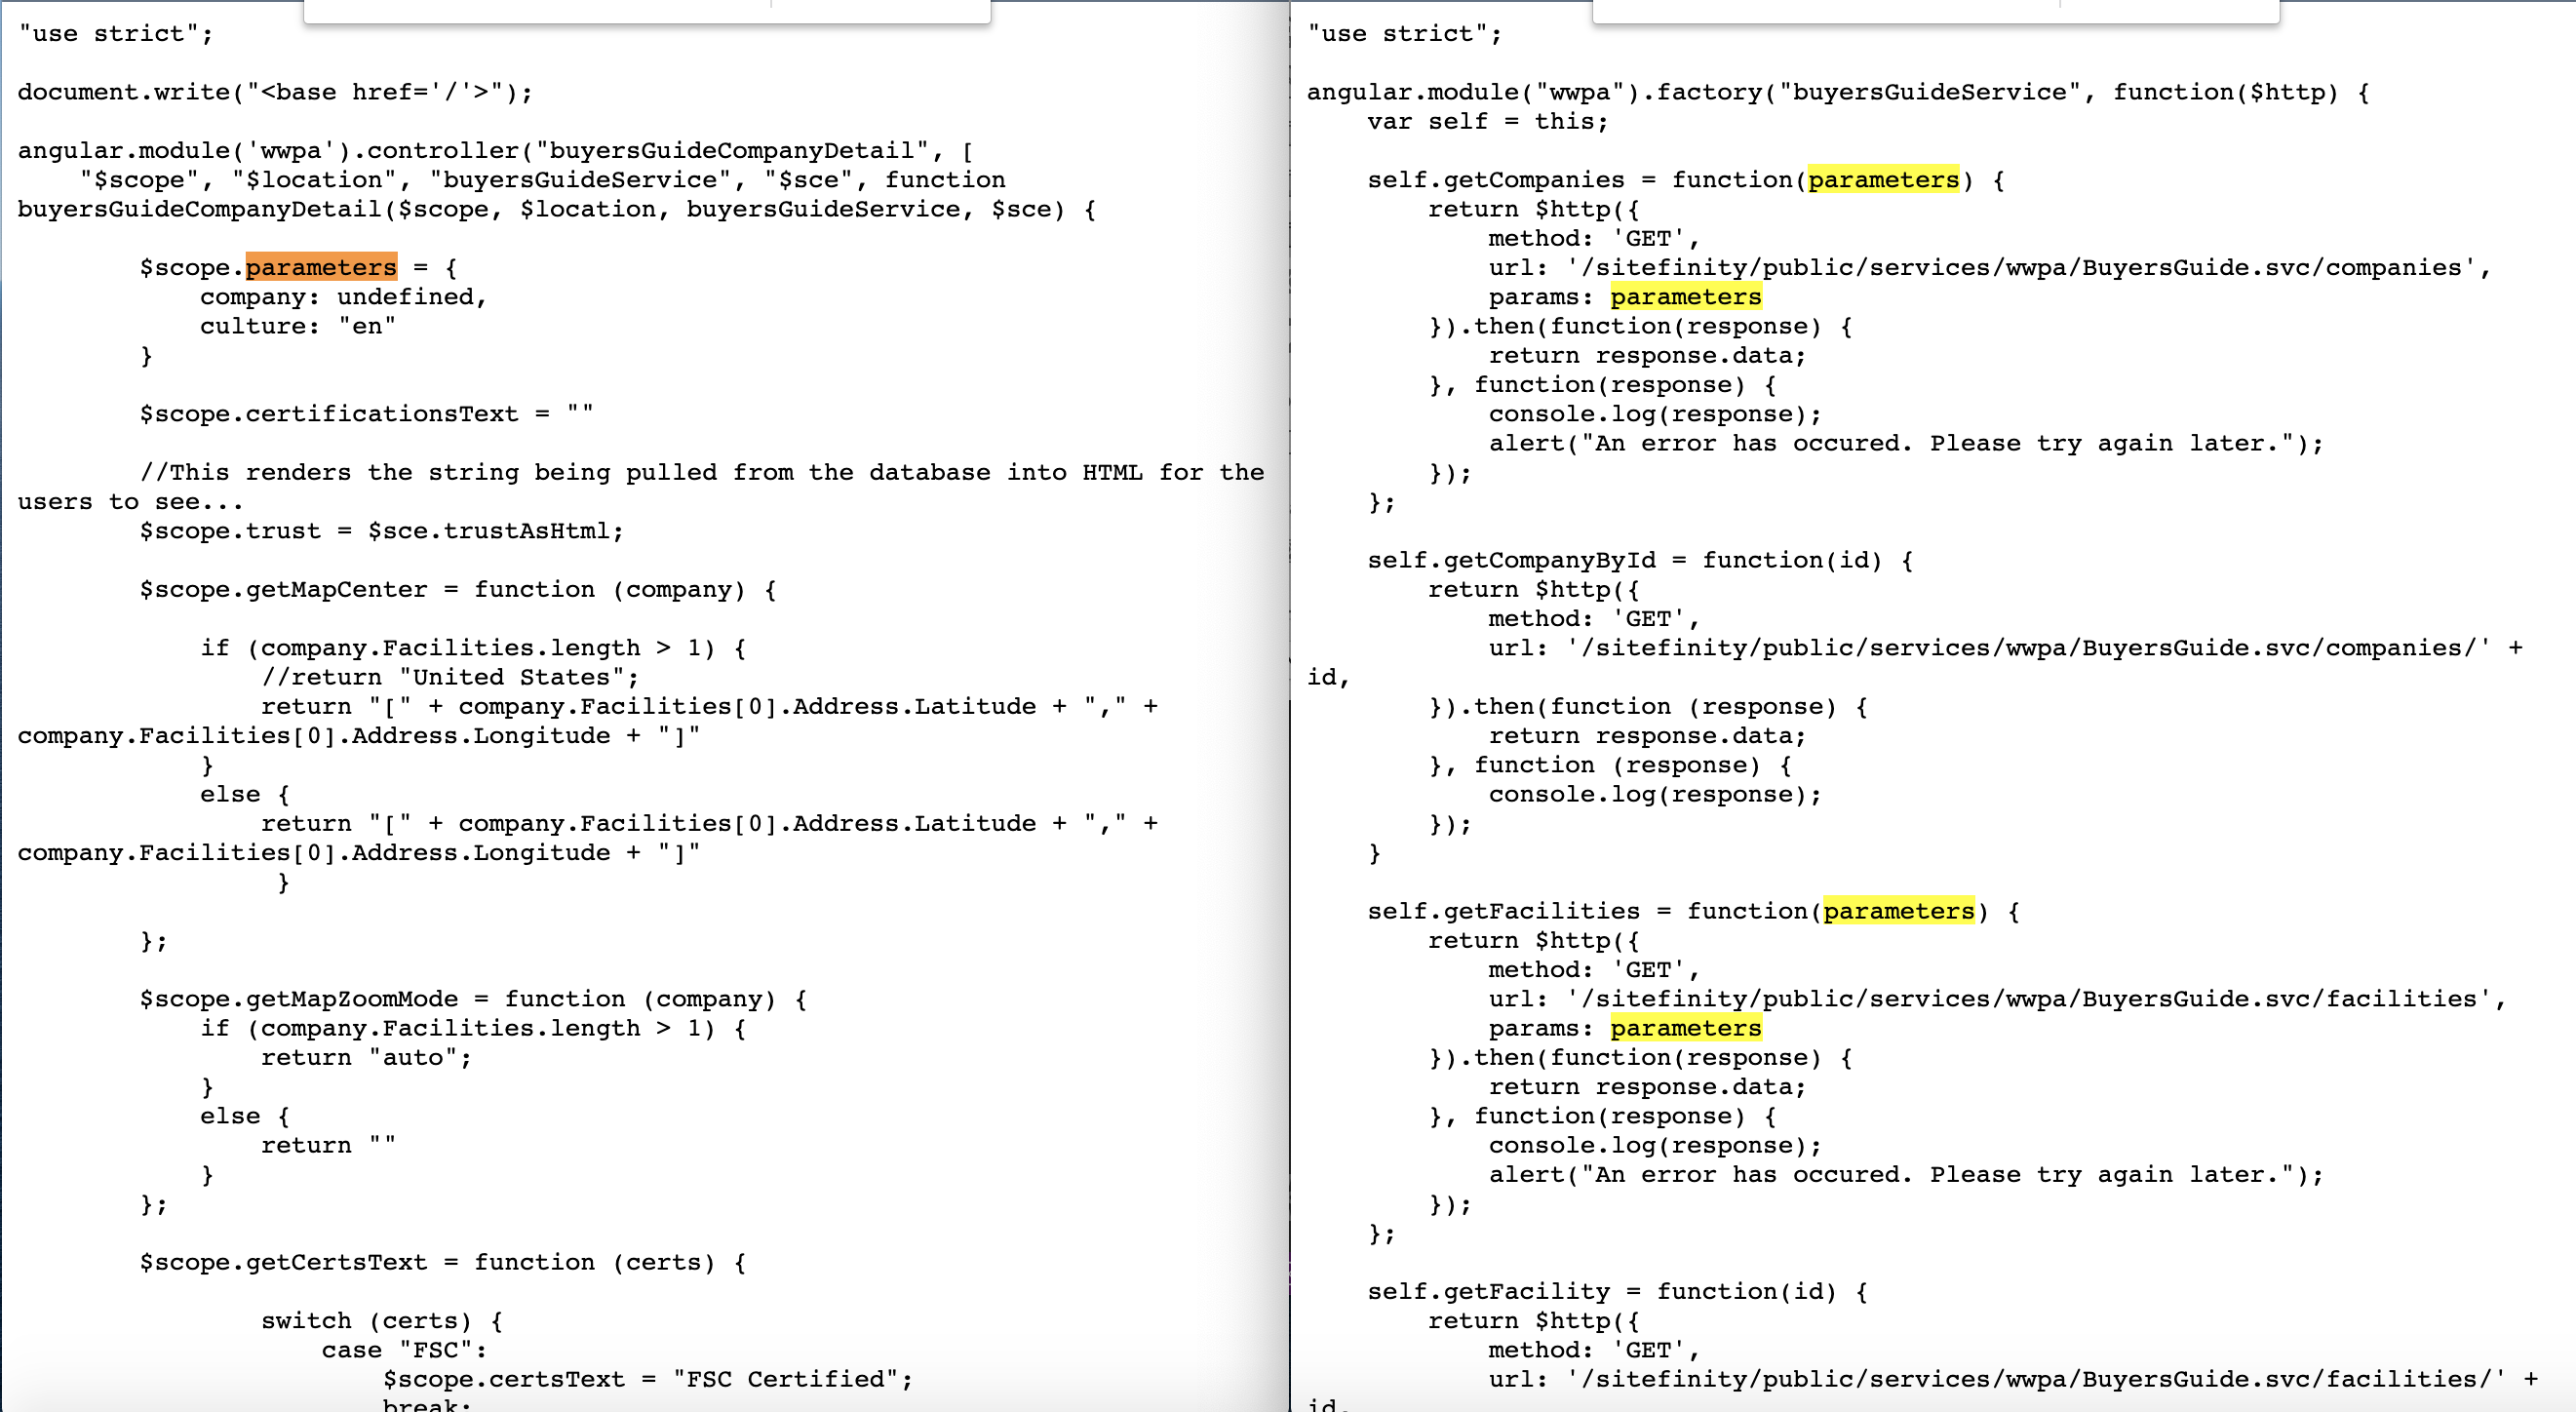 "use strict";

document.write("<base href='/'>");

angular.module('wwpa').controller("buyersGuideCompanyDetail", [
    "$scope", "$location", "buyersGuideService", "$sce", function
buyersGuideCompanyDetail($scope, $location, buyersGuideService, $sce) {

        $scope.parameters = {
            company: undefined,
            culture: "en"
        }

        $scope.certificationsText = ""

        //This renders the string being pulled from the database into HTML for the
users to see...
        $scope.trust = $sce.trustAsHtml;

        $scope.getMapCenter = function (company) {

            if (company.Facilities.length > 1) {
                //return "United States";
                return "[" + company.Facilities[0].Address.Latitude + "," +
company.Facilities[0].Address.Longitude + "]"
            }
            else {
                return "[" + company.Facilities[0].Address.Latitude + "," +
company.Facilities[0].Address.Longitude + "]"
                 }

        };

        $scope.getMapZoomMode = function (company) {
            if (company.Facilities.length > 1) {
                return "auto";
            }
            else {
                return ""
            }
        };

        $scope.getCertsText = function (certs) {

                switch (certs) {
                    case "FSC":
                        $scope.certsText = "FSC Certified";
                        break;

"use strict";

angular.module("wwpa").factory("buyersGuideService", function($http) {
    var self = this;

    self.getCompanies = function(parameters) {
        return $http({
            method: 'GET',
            url: '/sitefinity/public/services/wwpa/BuyersGuide.svc/companies',
            params: parameters
        }).then(function(response) {
            return response.data;
        }, function(response) {
            console.log(response);
            alert("An error has occured. Please try again later.");
        });
    };

    self.getCompanyById = function(id) {
        return $http({
            method: 'GET',
            url: '/sitefinity/public/services/wwpa/BuyersGuide.svc/companies/' +
id,
        }).then(function (response) {
            return response.data;
        }, function (response) {
            console.log(response);
        });
    }

    self.getFacilities = function(parameters) {
        return $http({
            method: 'GET',
            url: '/sitefinity/public/services/wwpa/BuyersGuide.svc/facilities',
            params: parameters
        }).then(function(response) {
            return response.data;
        }, function(response) {
            console.log(response);
            alert("An error has occured. Please try again later.");
        });
    };

    self.getFacility = function(id) {
        return $http({
            method: 'GET',
            url: '/sitefinity/public/services/wwpa/BuyersGuide.svc/facilities/' +
id,